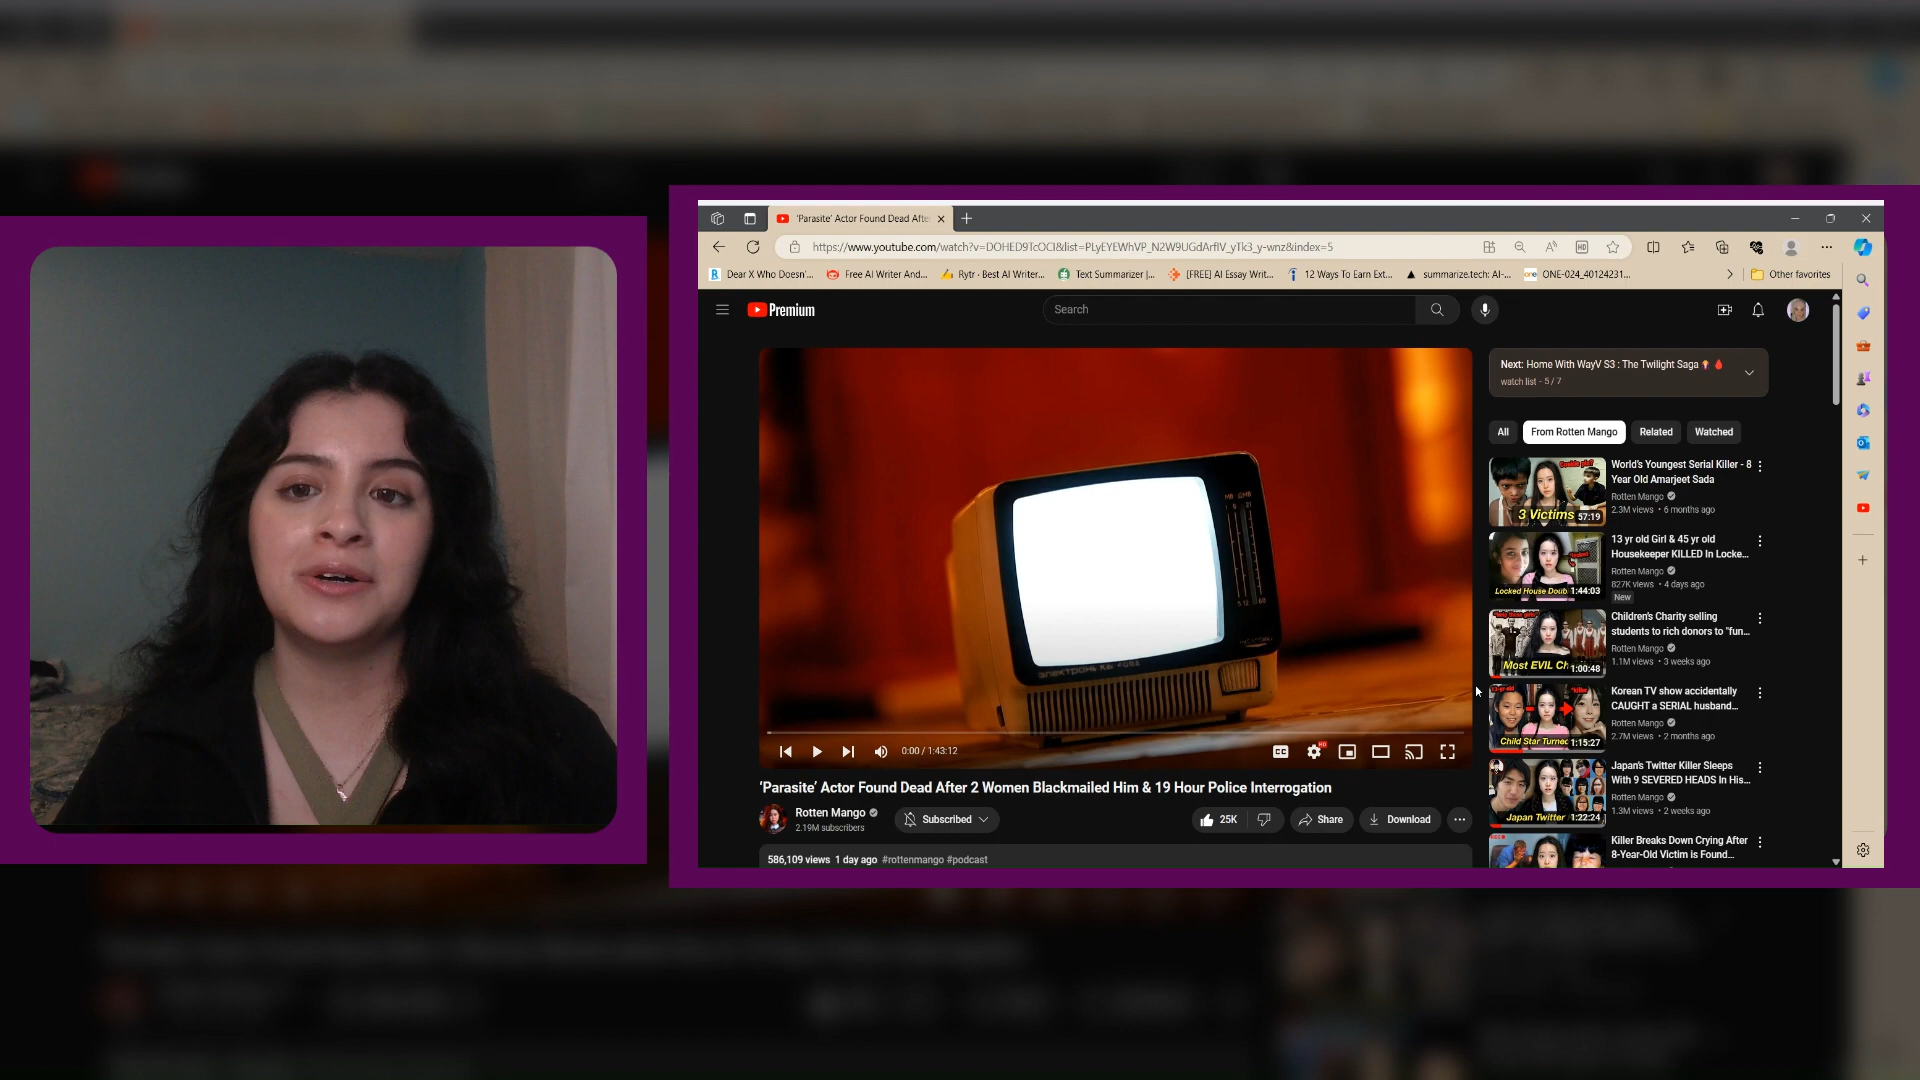 'Parasite' Actor Found Dead Afte
https://www.youtube.com/watch?v=DOHED9TcOCI&list=PLyEYEWhVP_N2W9UGdArfIV_yTk3_y-wnz&index=5
Dear X Who Doesn'... Free AI Writer And... Rytr · Best AI Writer... Text Summarizer |... [FREE] AI Essay Writ... 12 Ways To Earn Ext... summarize.tech: AI-... ONE-024_40124231... Other favorites
Premium
Search
Next: Home With WayV S3 : The Twilight Saga
watch list - 5 / 7
All From Rotten Mango Related Watched
World's Youngest Serial Killer - 8
Year Old Amarjeet Sada
Rotten Mango
2.3M views • 6 months ago
3 Victims 57:19
13 yr old Girl & 45 yr old
Housekeeper KILLED In Locke...
Rotten Mango
827K views • 4 days ago
New
Locked House Doub 1:44:03
Children's Charity selling
students to rich donors to "fun...
Rotten Mango
1.1M views • 3 weeks ago
Most EVIL Ch 1:00:48
Korean TV show accidentally
CAUGHT a SERIAL husband...
Rotten Mango
2.7M views • 2 months ago
Child Star Turned 1:15:27
Japan's Twitter Killer Sleeps
With 9 SEVERED HEADS In His...
Rotten Mango
1.3M views • 2 weeks ago
Japan Twitter 1:22:24
Killer Breaks Down Crying After
8-Year-Old Victim is Found...
0:00 / 1:43:12
CC
HD
'Parasite' Actor Found Dead After 2 Women Blackmailed Him & 19 Hour Police Interrogation
Rotten Mango
2.19M subscribers
Subscribed
25K
Share
Download
586,109 views 1 day ago #rottenmango #podcast